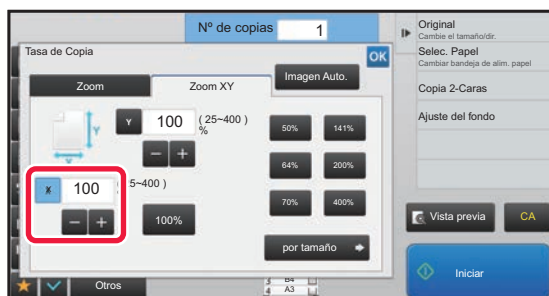 Nº de copias 1
Tasa de Copia
OK
Zoom
Zoom XY
Imagen Auto.
Y
Y 100 (25~400)
%
50% 141%
X 100 5~400 )
64% 200%
100%
70% 400%
por tamaño
Otros
B4
4 A3
Original
Cambie el tamaño/dir.
Selec. Papel
Cambiar bandeja de alim. papel
Copia 2-Caras
Ajuste del fondo
Vista previa
CA
Iniciar